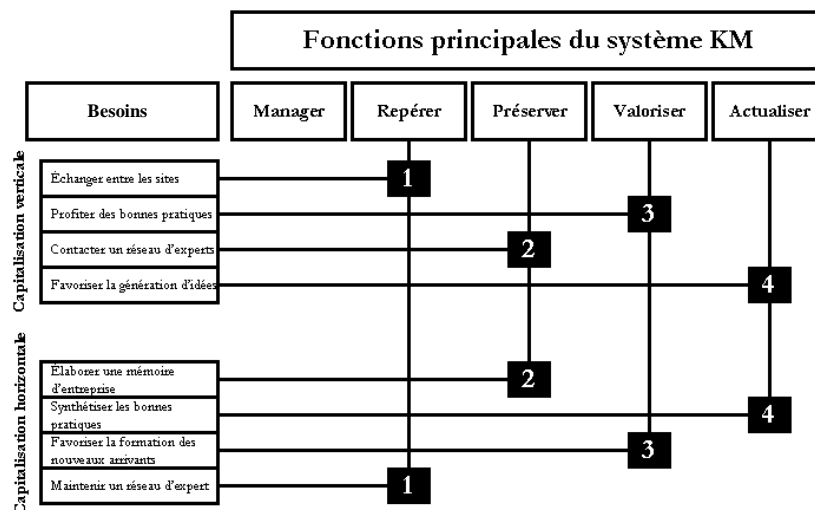 Fonctions principales du système KM
Besoins
Manager
Repérer
Préserver
Valoriser
Actualiser
Capitalisation verticale
Échanger entre les sites
1
Profiter des bonnes pratiques
3
Contacter un réseau d'experts
2
Favoriser la génération d'idées
4
Capitalisation horizontale
Élaborer une mémoire
d'entreprise
2
Synthétiser les bonnes
pratiques
4
Favoriser la formation des
nouveaux arrivants
3
Maintenir un réseau d'expert
1